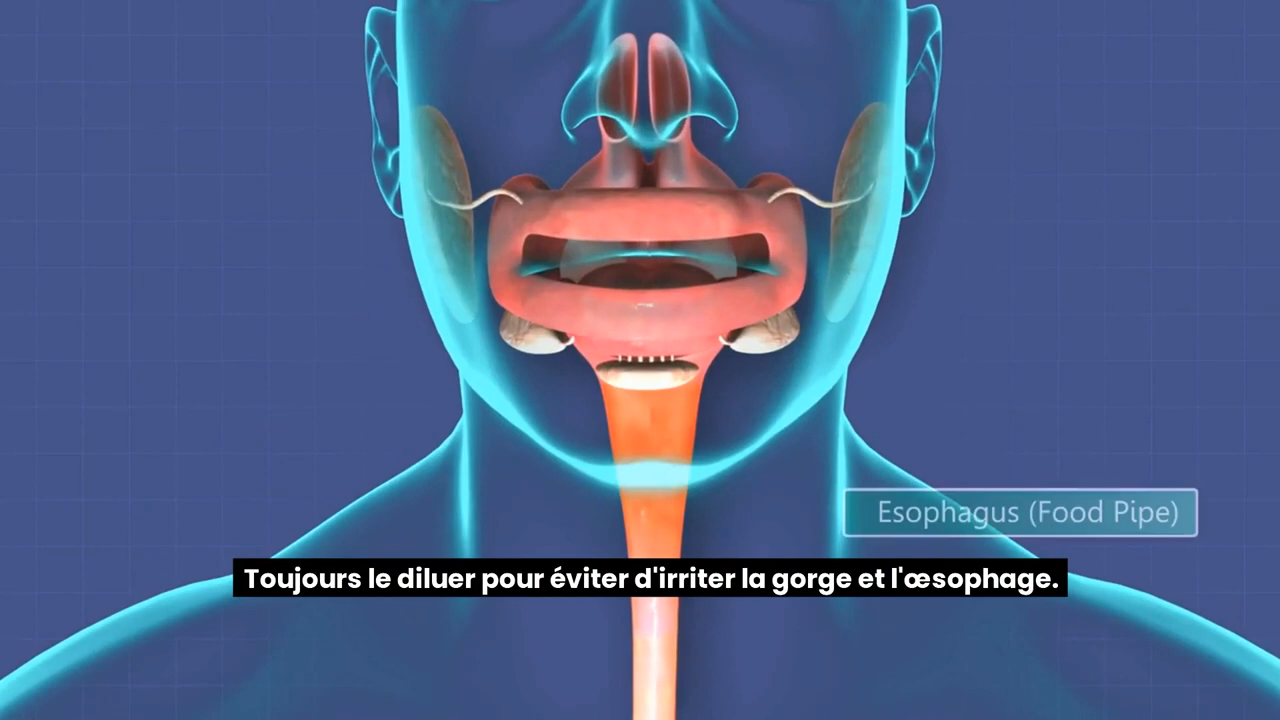 Esophagus (Food Pipe)
Toujours le diluer pour éviter d'irriter la gorge et l'œsophage.